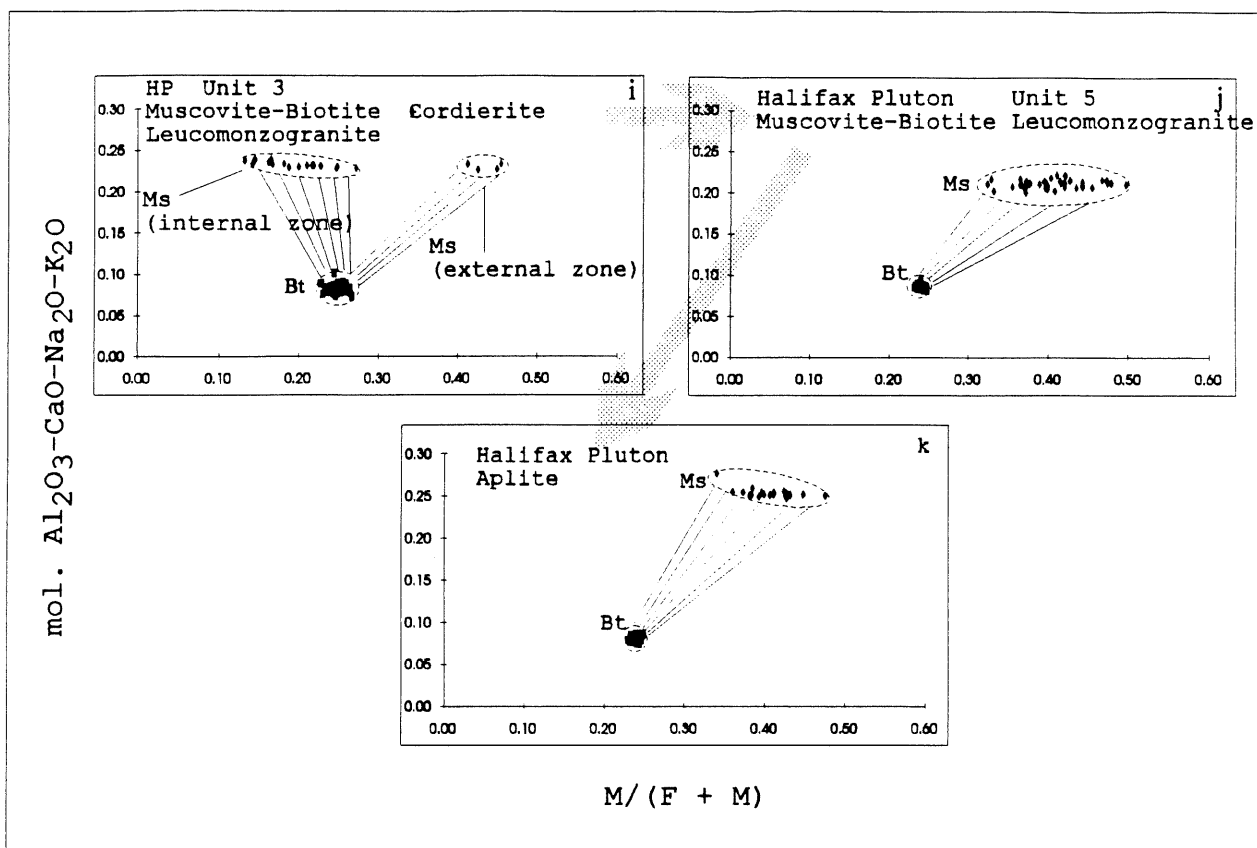 HP Unit 3 i
Muscovite-Biotite Cordierite
Leucomonzogranite
0.30
0.25
0.20
0.15
0.10
0.05
0.00
Ms
(internal zone)
Ms
(external zone)
Bt
0.00 0.10 0.20 0.30 0.40 0.50 0.60
Halifax Pluton Unit 5 j
Muscovite-Biotite Leucomonzogranite
0.30
0.25
0.20
0.15
0.10
0.05
0.00
Ms
Bt
0.00 0.10 0.20 0.30 0.40 0.50 0.60
Halifax Pluton k
Aplite
0.30
0.25
0.20
0.15
0.10
0.05
0.00
Ms
Bt
0.00 0.10 0.20 0.30 0.40 0.50 0.60
mol. Al2O3-CaO-Na2O-K2O
M/(F + M)